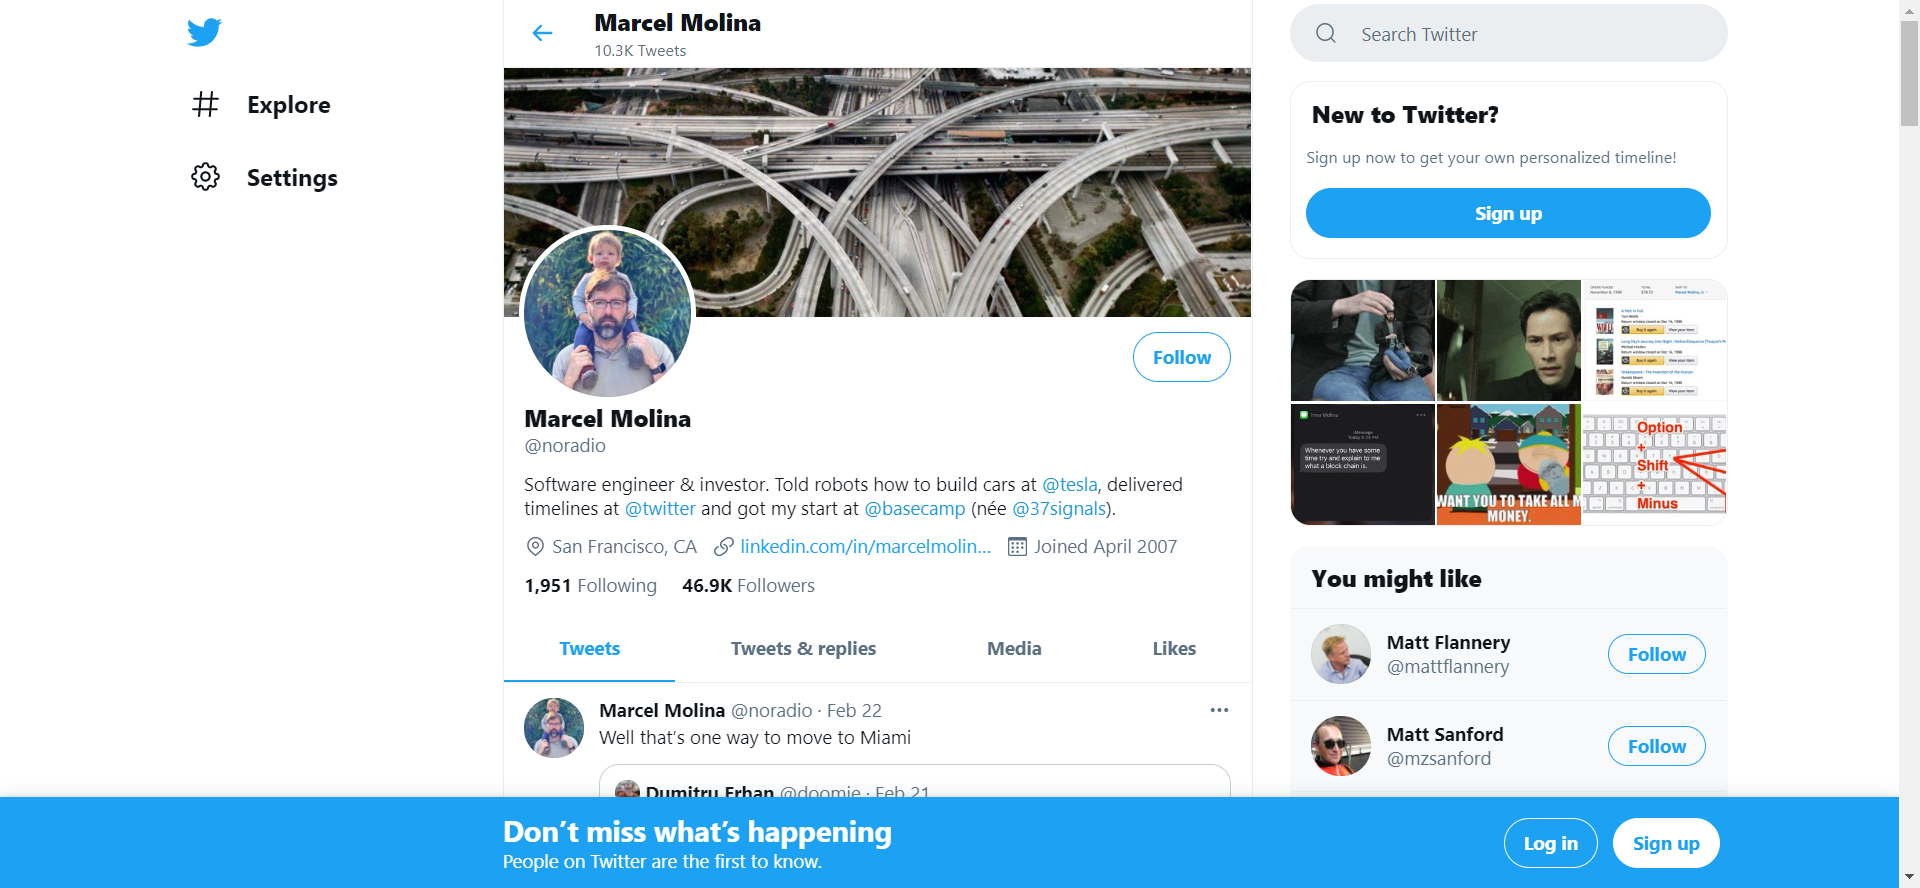 Explore
Settings
Marcel Molina
10.3K Tweets
Follow
Marcel Molina
@noradio
Software engineer & investor. Told robots how to build cars at @tesla, delivered
timelines at @twitter and got my start at @basecamp (née @37signals).
San Francisco, CA linkedin.com/in/marcelmolin... Joined April 2007
1,951 Following 46.9K Followers
Tweets Tweets & replies Media Likes
Marcel Molina @noradio · Feb 22
Well that's one way to move to Miami
Dumitru Erhan @doomie · Feb 21
Search Twitter
New to Twitter?
Sign up now to get your own personalized timeline!
Sign up
Whenever you have some
time try and explain to me
what a block chain is.
WANT YOU TO TAKE ALL M
MONEY.
Option
+
Shift
+
Minus
You might like
Matt Flannery
@mattflannery
Follow
Matt Sanford
@mzsanford
Follow
Don't miss what's happening
People on Twitter are the first to know.
Log in
Sign up